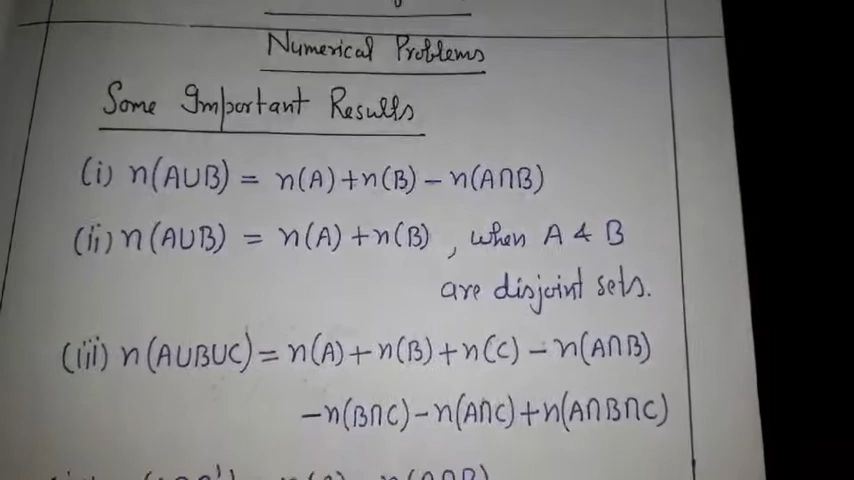 Numerical Problems
Some Important Results
(i) n(A∪B) = n(A)+n(B) - n(A∩B)
(ii) n(A∪B) = n(A) +n(B) , when A & B
are disjoint sets.
(iii) n(A∪B∪C) = n(A)+n(B)+n(C) - n(A∩B)
-n(B∩C) - n(A∩C) + n(A∩B∩C)